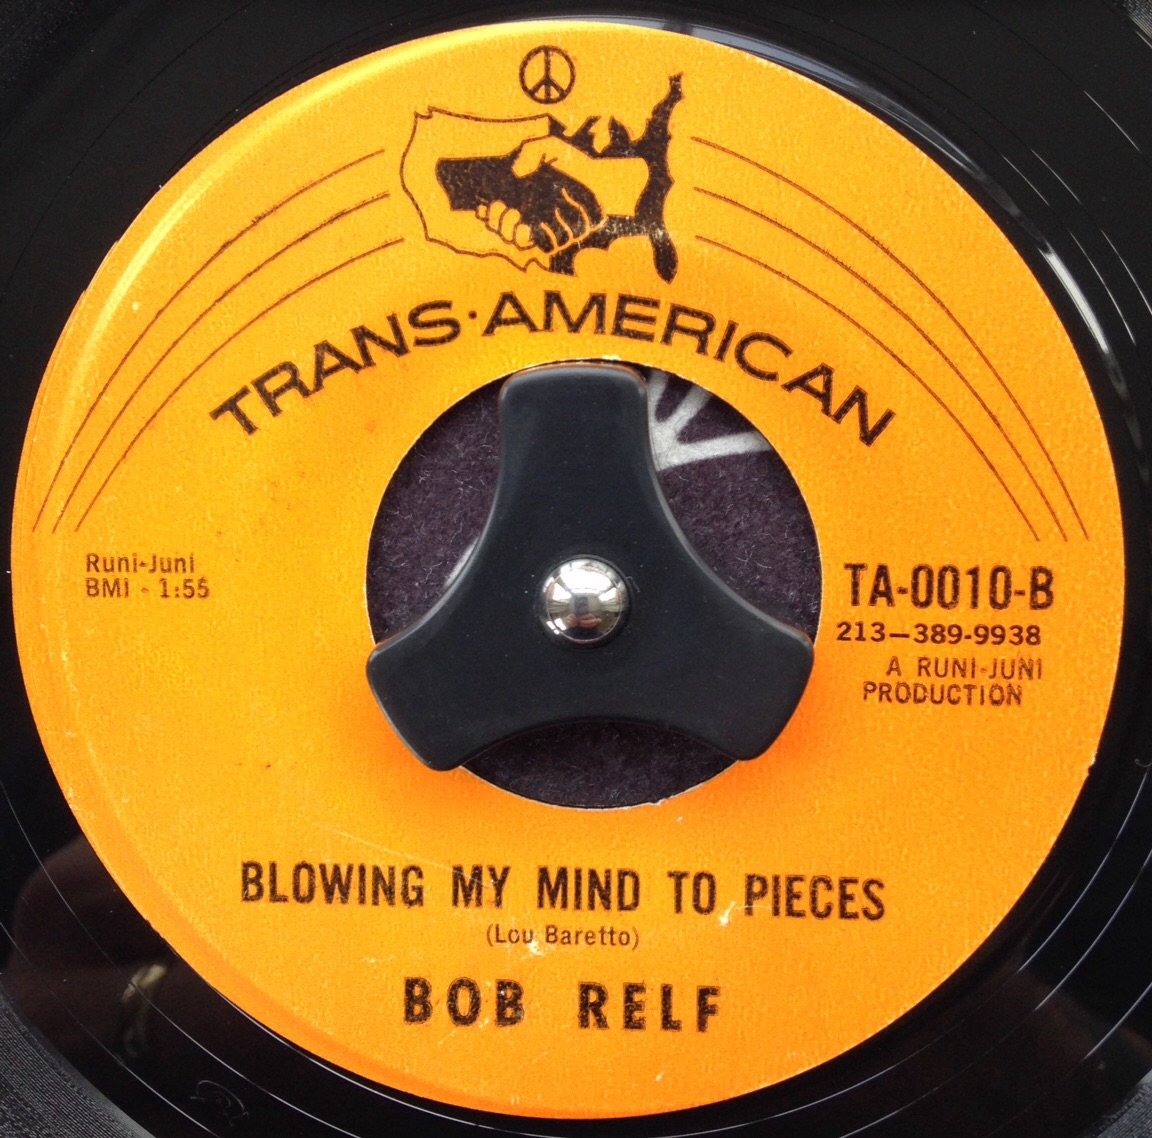 TRANS·AMERICAN
Runi-Juni
BMI - 1:55
TA-0010-B
213–389-9938
A RUNI-JUNI
PRODUCTION
BLOWING MY MIND TO PIECES
(Lou Baretto)
BOB RELF